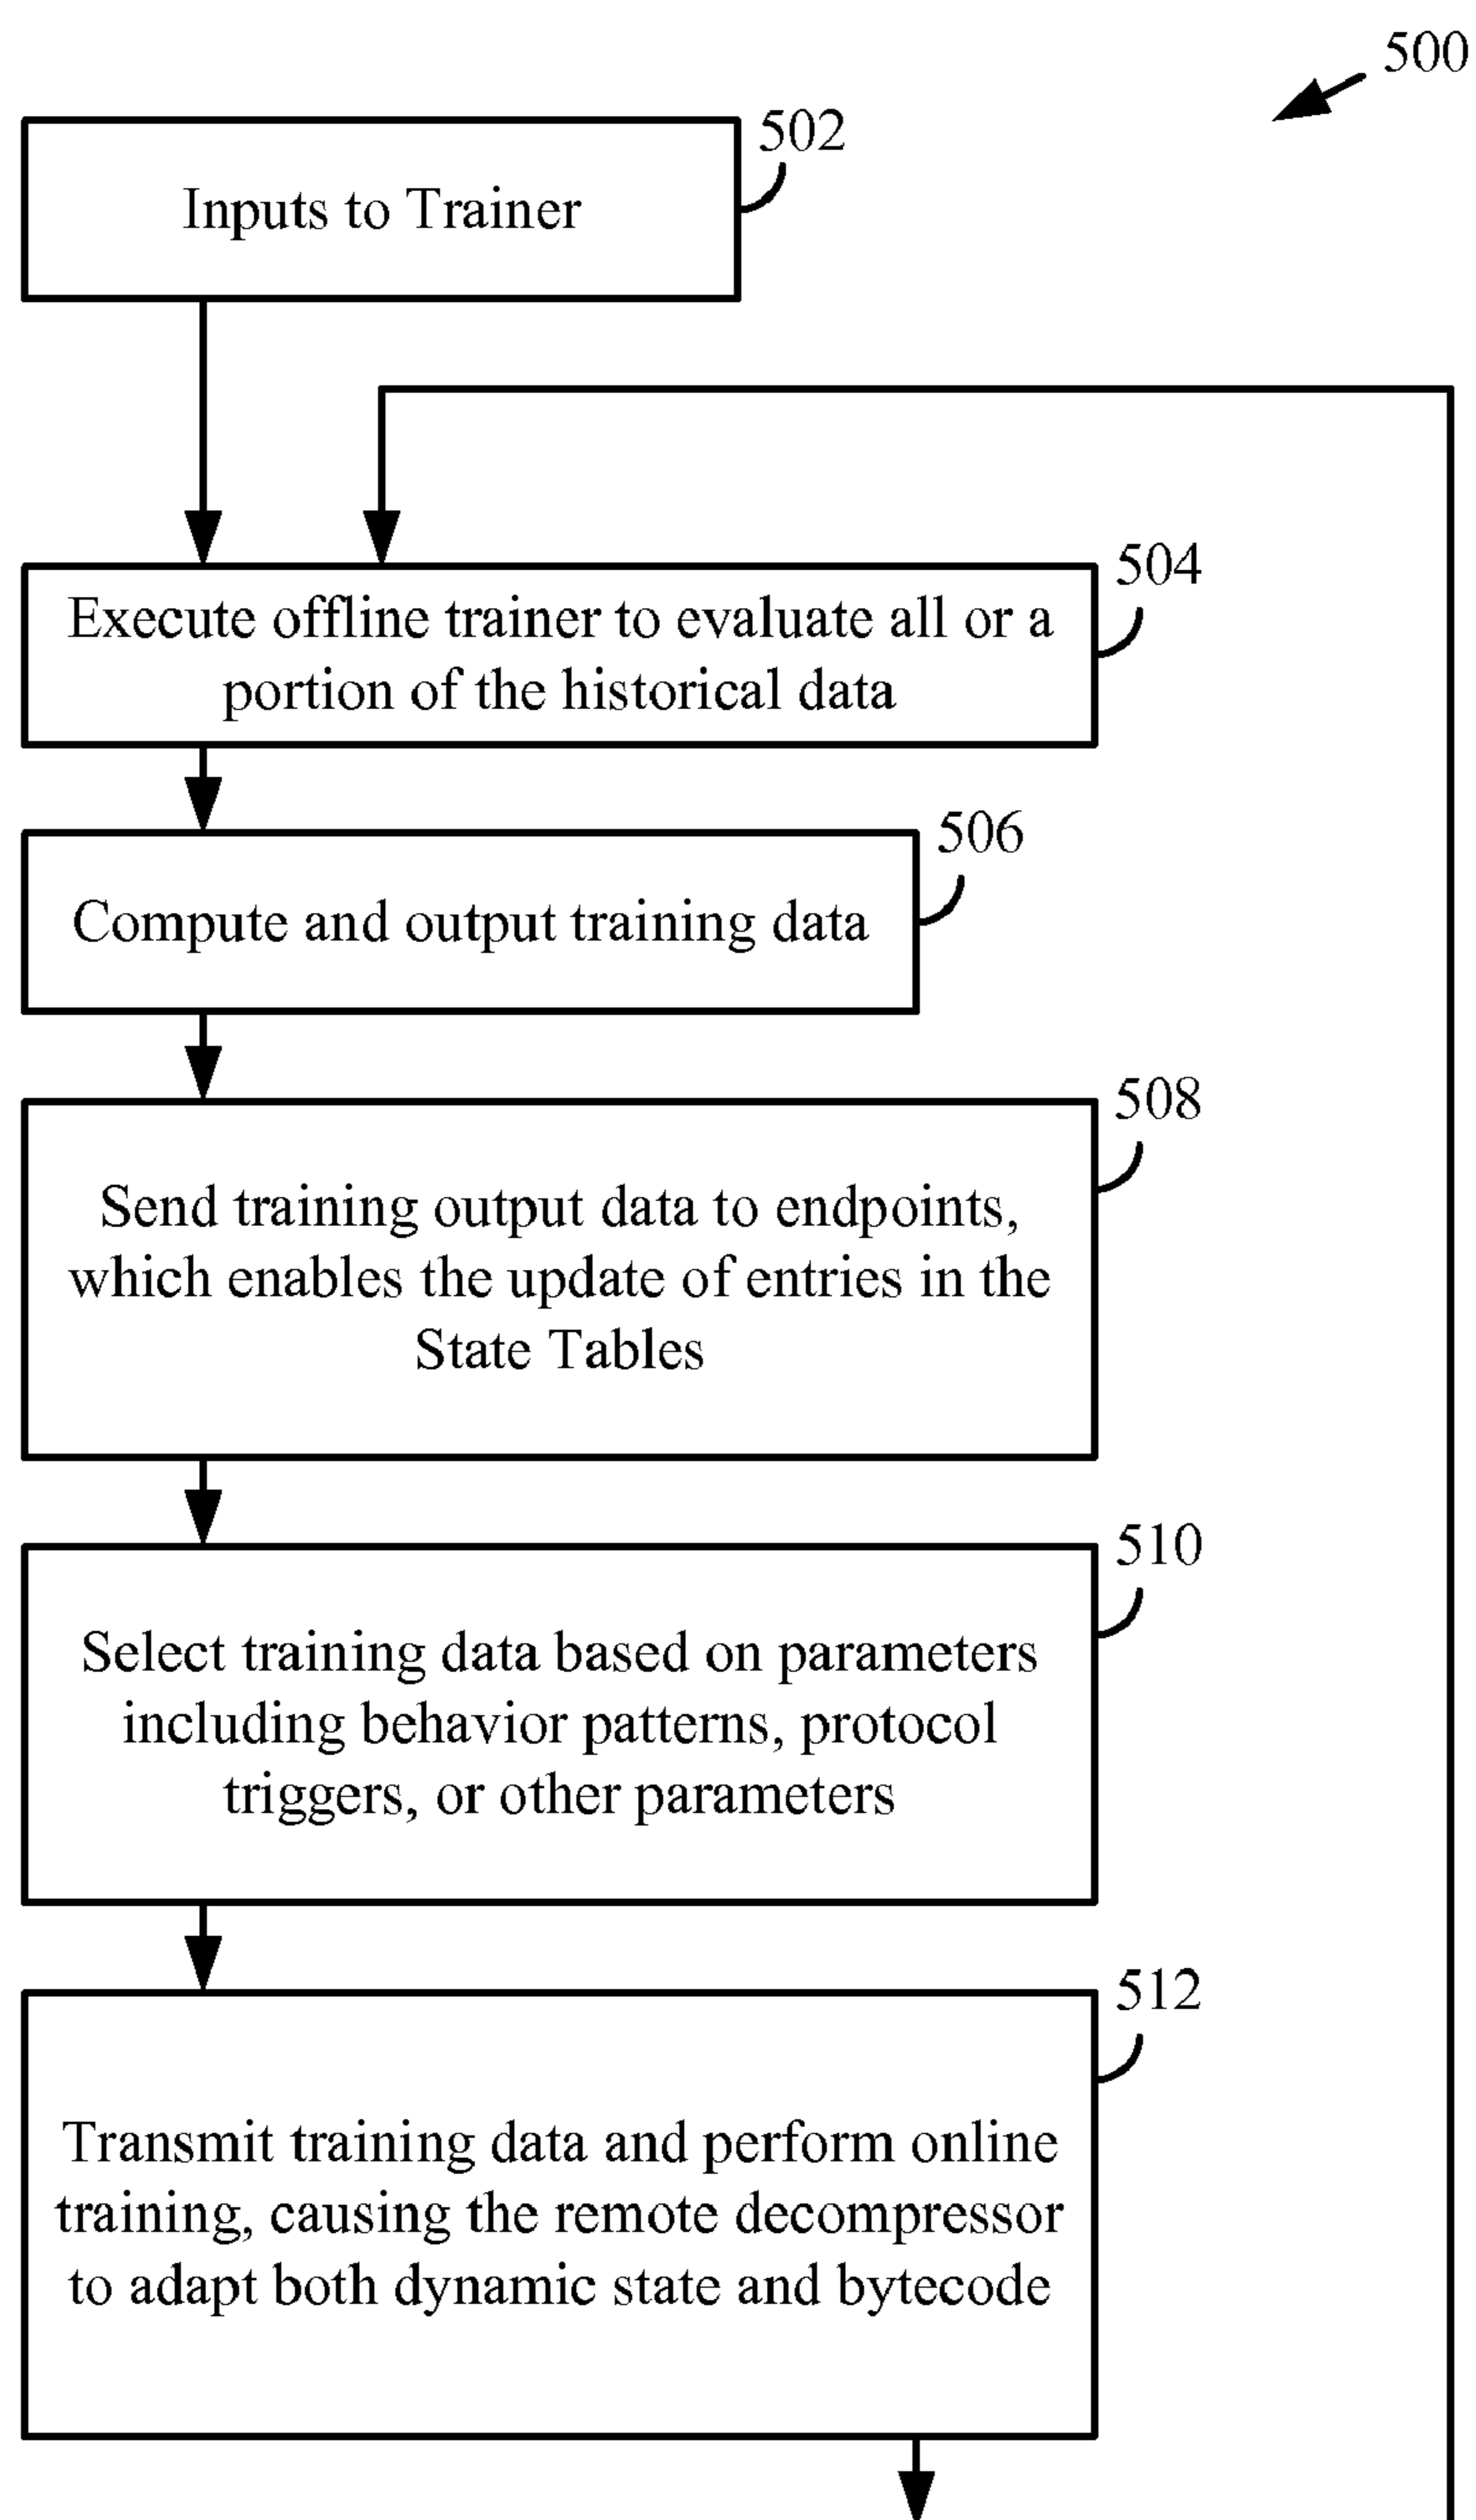 500
502
Inputs to Trainer
504
Execute offline trainer to evaluate all or a
portion of the historical data
506
Compute and output training data
508
Send training output data to endpoints,
which enables the update of entries in the
State Tables
510
Select training data based on parameters
including behavior patterns, protocol
triggers, or other parameters
512
Transmit training data and perform online
training, causing the remote decompressor
to adapt both dynamic state and bytecode